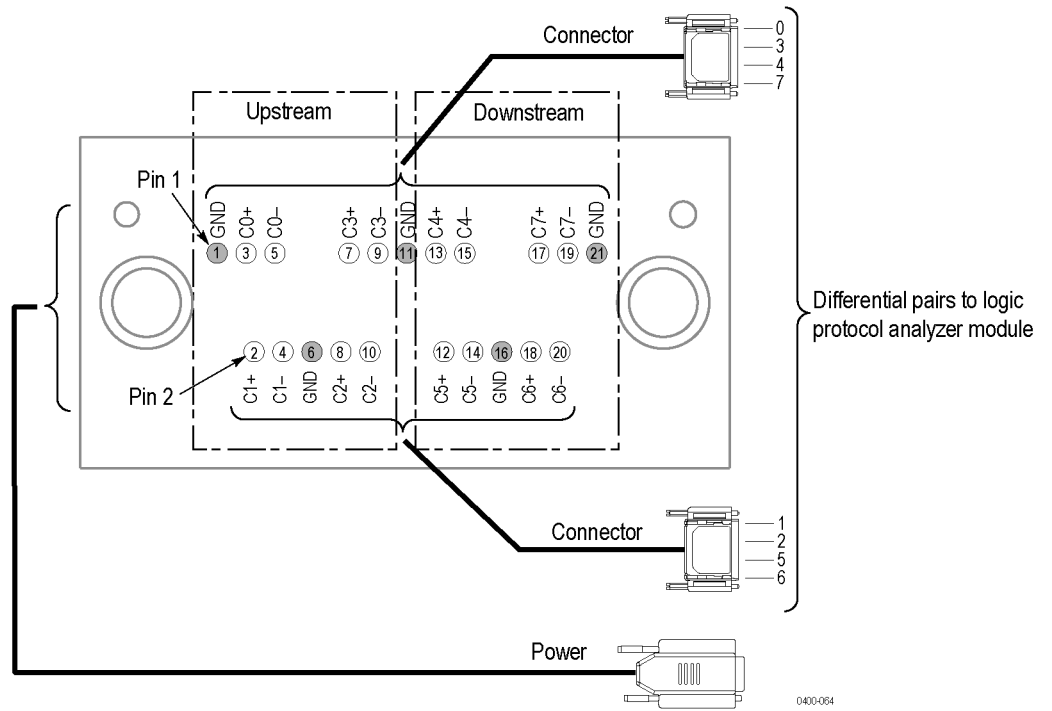 Connector
0
3
4
7
Upstream
Downstream
Pin 1
GND
C0+
C0–
C3+
C3–
GND
C4+
C4–
C7+
C7–
GND
1 3 5 7 9 11 13 15 17 19 21
Differential pairs to logic
protocol analyzer module
2 4 6 8 10 12 14 16 18 20
Pin 2
C1+
C1–
GND
C2+
C2–
C5+
C5–
GND
C6+
C6–
Connector
1
2
5
6
Power
0400-064